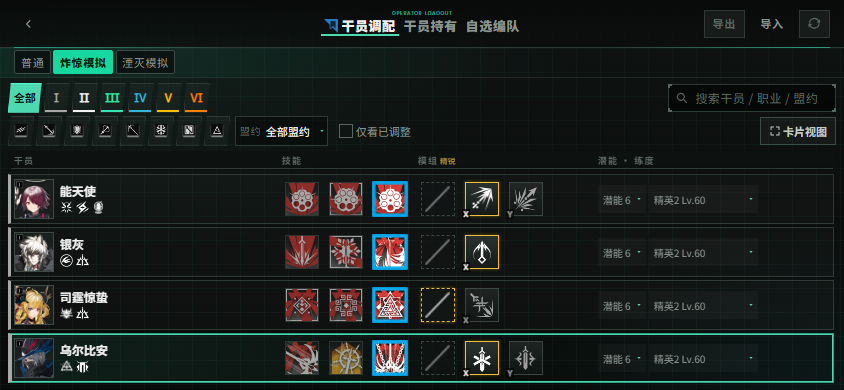 OPERATOR LOADOUT
干员调配 干员持有 自选编队 导出 导入
普通 炸惊模拟 湮灭模拟
全部 I II III IV V VI 搜索干员 / 职业 / 盟约
盟约 全部盟约 仅看已调整 卡片视图
干员 技能 模组 精锐 潜能 · 练度
能天使 X Y 潜能 6 精英2 Lv.60
银灰 X 潜能 6 精英2 Lv.60
司霆惊蛰 X 潜能 6 精英2 Lv.60
乌尔比安 X Y 潜能 6 精英2 Lv.60